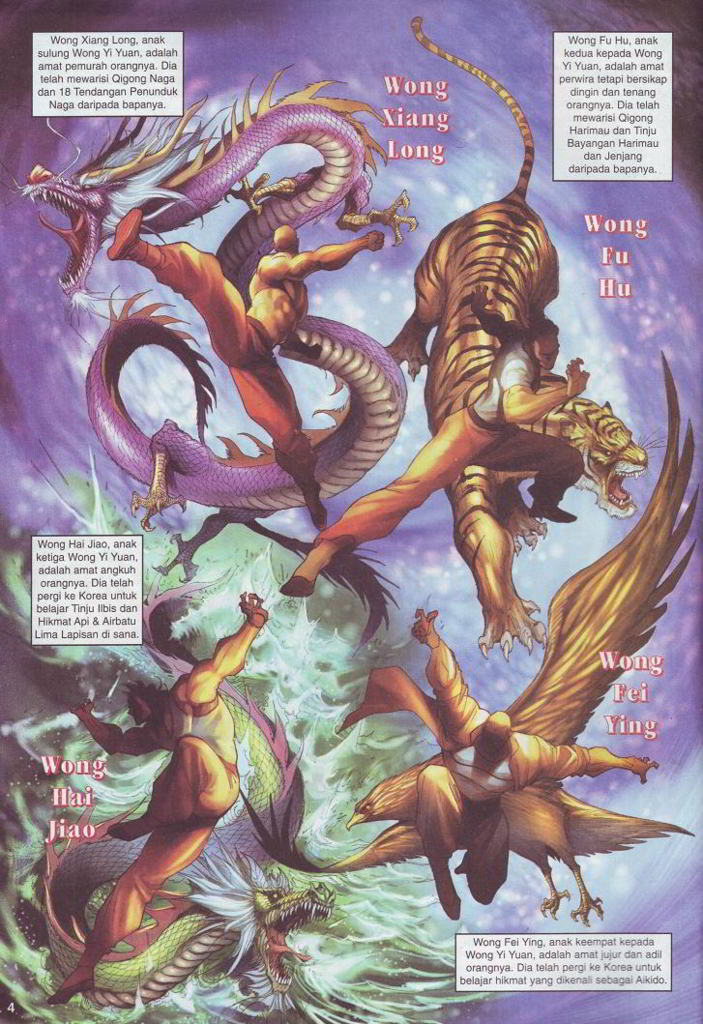 Wong Xiang Long, anak
sulung Wong Yi Yuan, adalah
amat pemurah orangnya. Dia
telah mewarisi Qigong Naga
dan 18 Tendangan Penunduk
Naga daripada bapanya.
Wong
Xiang
Long
Wong Fu Hu, anak
kedua kepada Wong
Yi Yuan, adalah amat
perwira tetapi bersikap
dingin dan tenang
orangnya. Dia telah
mewarisi Qigong
Harimau dan Tinju
Bayangan Harimau
dan Jenjang
daripada bapanya.
Wong
Fu
Hu
Wong Hai Jiao, anak
ketiga Wong Yi Yuan,
adalah amat angkuh
orangnya. Dia telah
pergi ke Korea untuk
belajar Tinju Ilbis dan
Hikmat Api & Airbatu
Lima Lapisan di sana.
Wong
Fei
Ying
Wong
Hai
Jiao
Wong Fei Ying, anak keempat kepada
Wong Yi Yuan, adalah amat jujur dan adil
orangnya. Dia telah pergi ke Korea untuk
belajar hikmat yang dikenali sebagai Aikido.
4